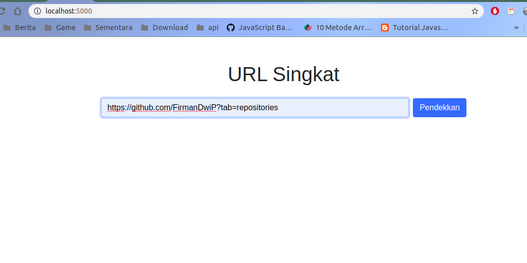 localhost:5000
Berita Game Sementara Download api JavaScript Ba... 10 Metode Arr... Tutorial Javas... »
URL Singkat
https://github.com/FirmanDwiP?tab=repositories Pendekkan